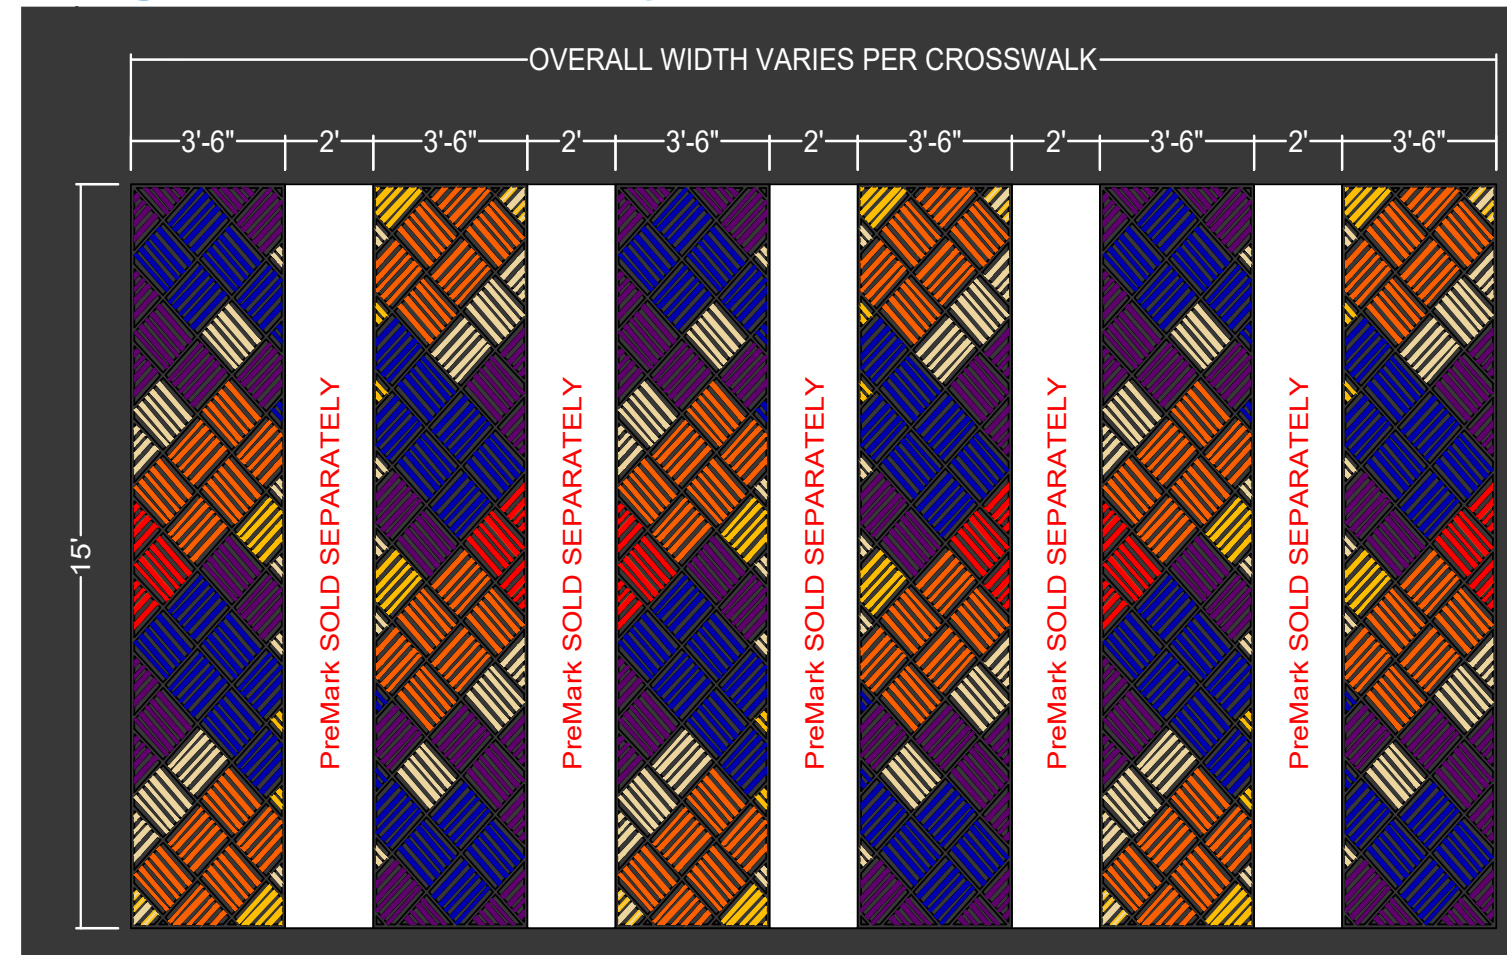 OVERALL WIDTH VARIES PER CROSSWALK
3'-6" 2' 3'-6" 2' 3'-6" 2' 3'-6" 2' 3'-6" 2' 3'-6"
15'
PreMark SOLD SEPARATELY
PreMark SOLD SEPARATELY
PreMark SOLD SEPARATELY
PreMark SOLD SEPARATELY
PreMark SOLD SEPARATELY